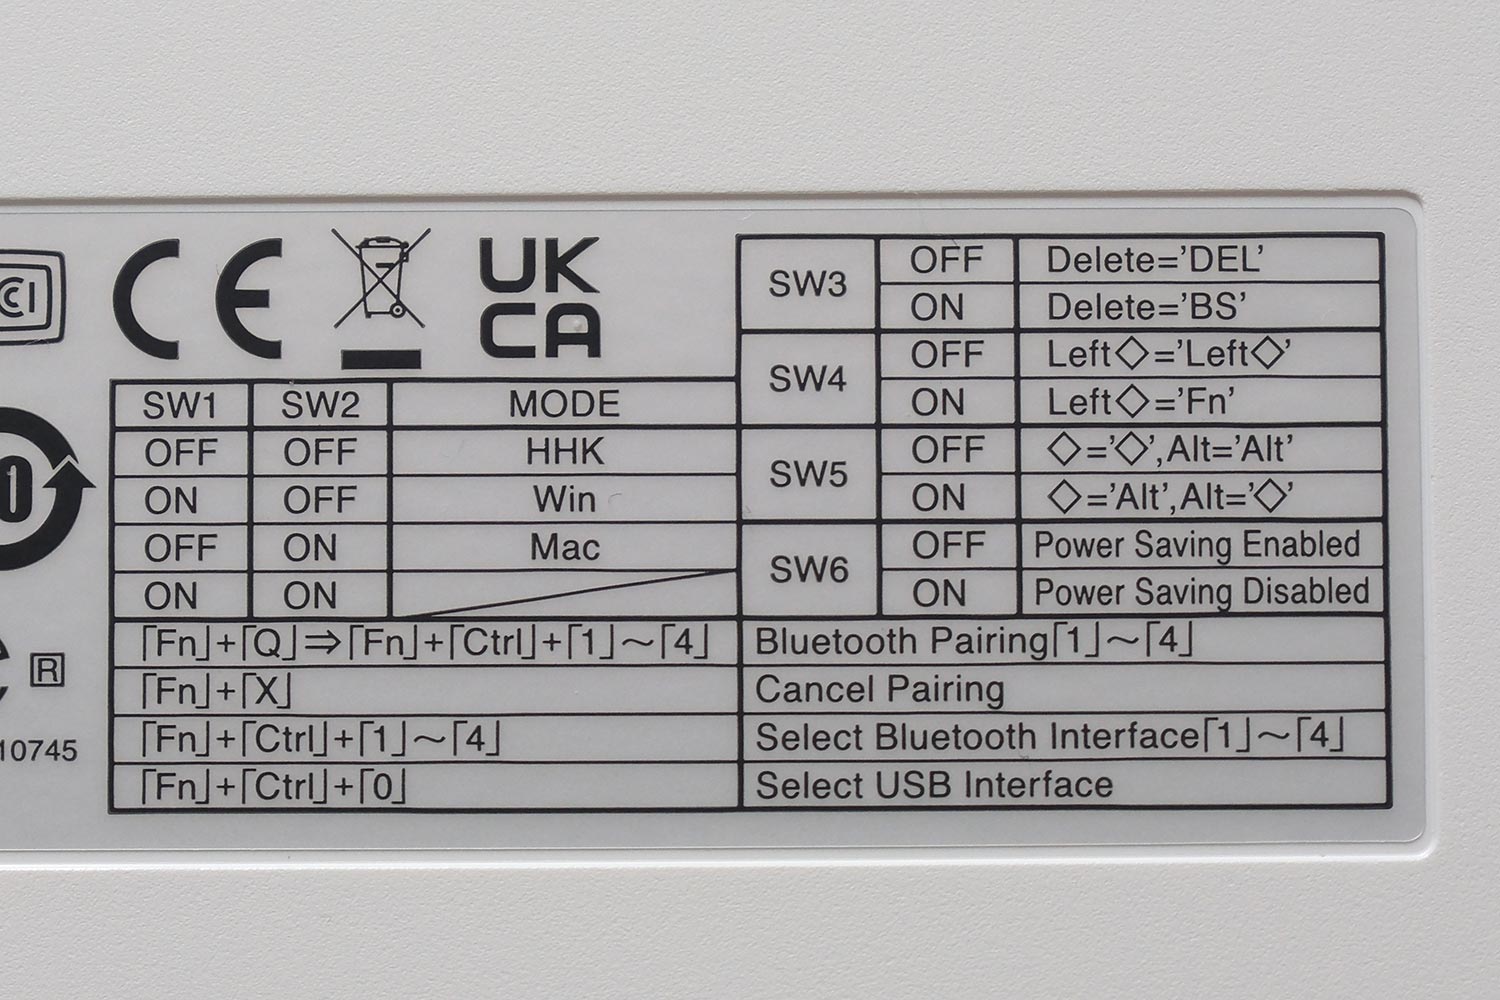 CI
CE
UK
CA
SW1 SW2 MODE
OFF OFF HHK
ON OFF Win
OFF ON Mac
ON ON
SW3 OFF Delete='DEL'
ON Delete='BS'
SW4 OFF Left◇='Left◇'
ON Left◇='Fn'
SW5 OFF ◇='◇',Alt='Alt'
ON ◇='Alt',Alt='◇'
SW6 OFF Power Saving Enabled
ON Power Saving Disabled
「Fn」+「Q」⇒「Fn」+「Ctrl」+「1」~「4」 Bluetooth Pairing「1」~「4」
「Fn」+「X」 Cancel Pairing
「Fn」+「Ctrl」+「1」~「4」 Select Bluetooth Interface「1」~「4」
「Fn」+「Ctrl」+「0」 Select USB Interface
R
10745